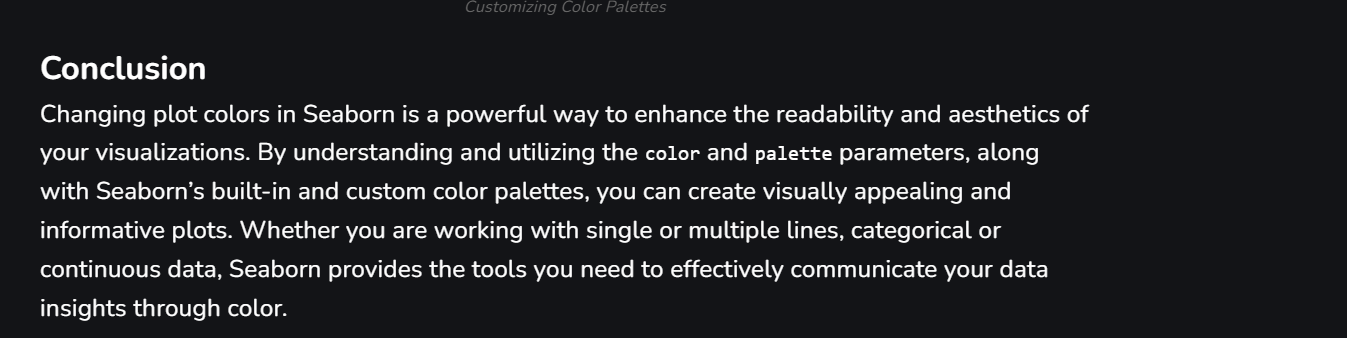 Customizing Color Palettes
Conclusion
Changing plot colors in Seaborn is a powerful way to enhance the readability and aesthetics of
your visualizations. By understanding and utilizing the color and palette parameters, along
with Seaborn’s built-in and custom color palettes, you can create visually appealing and
informative plots. Whether you are working with single or multiple lines, categorical or
continuous data, Seaborn provides the tools you need to effectively communicate your data
insights through color.